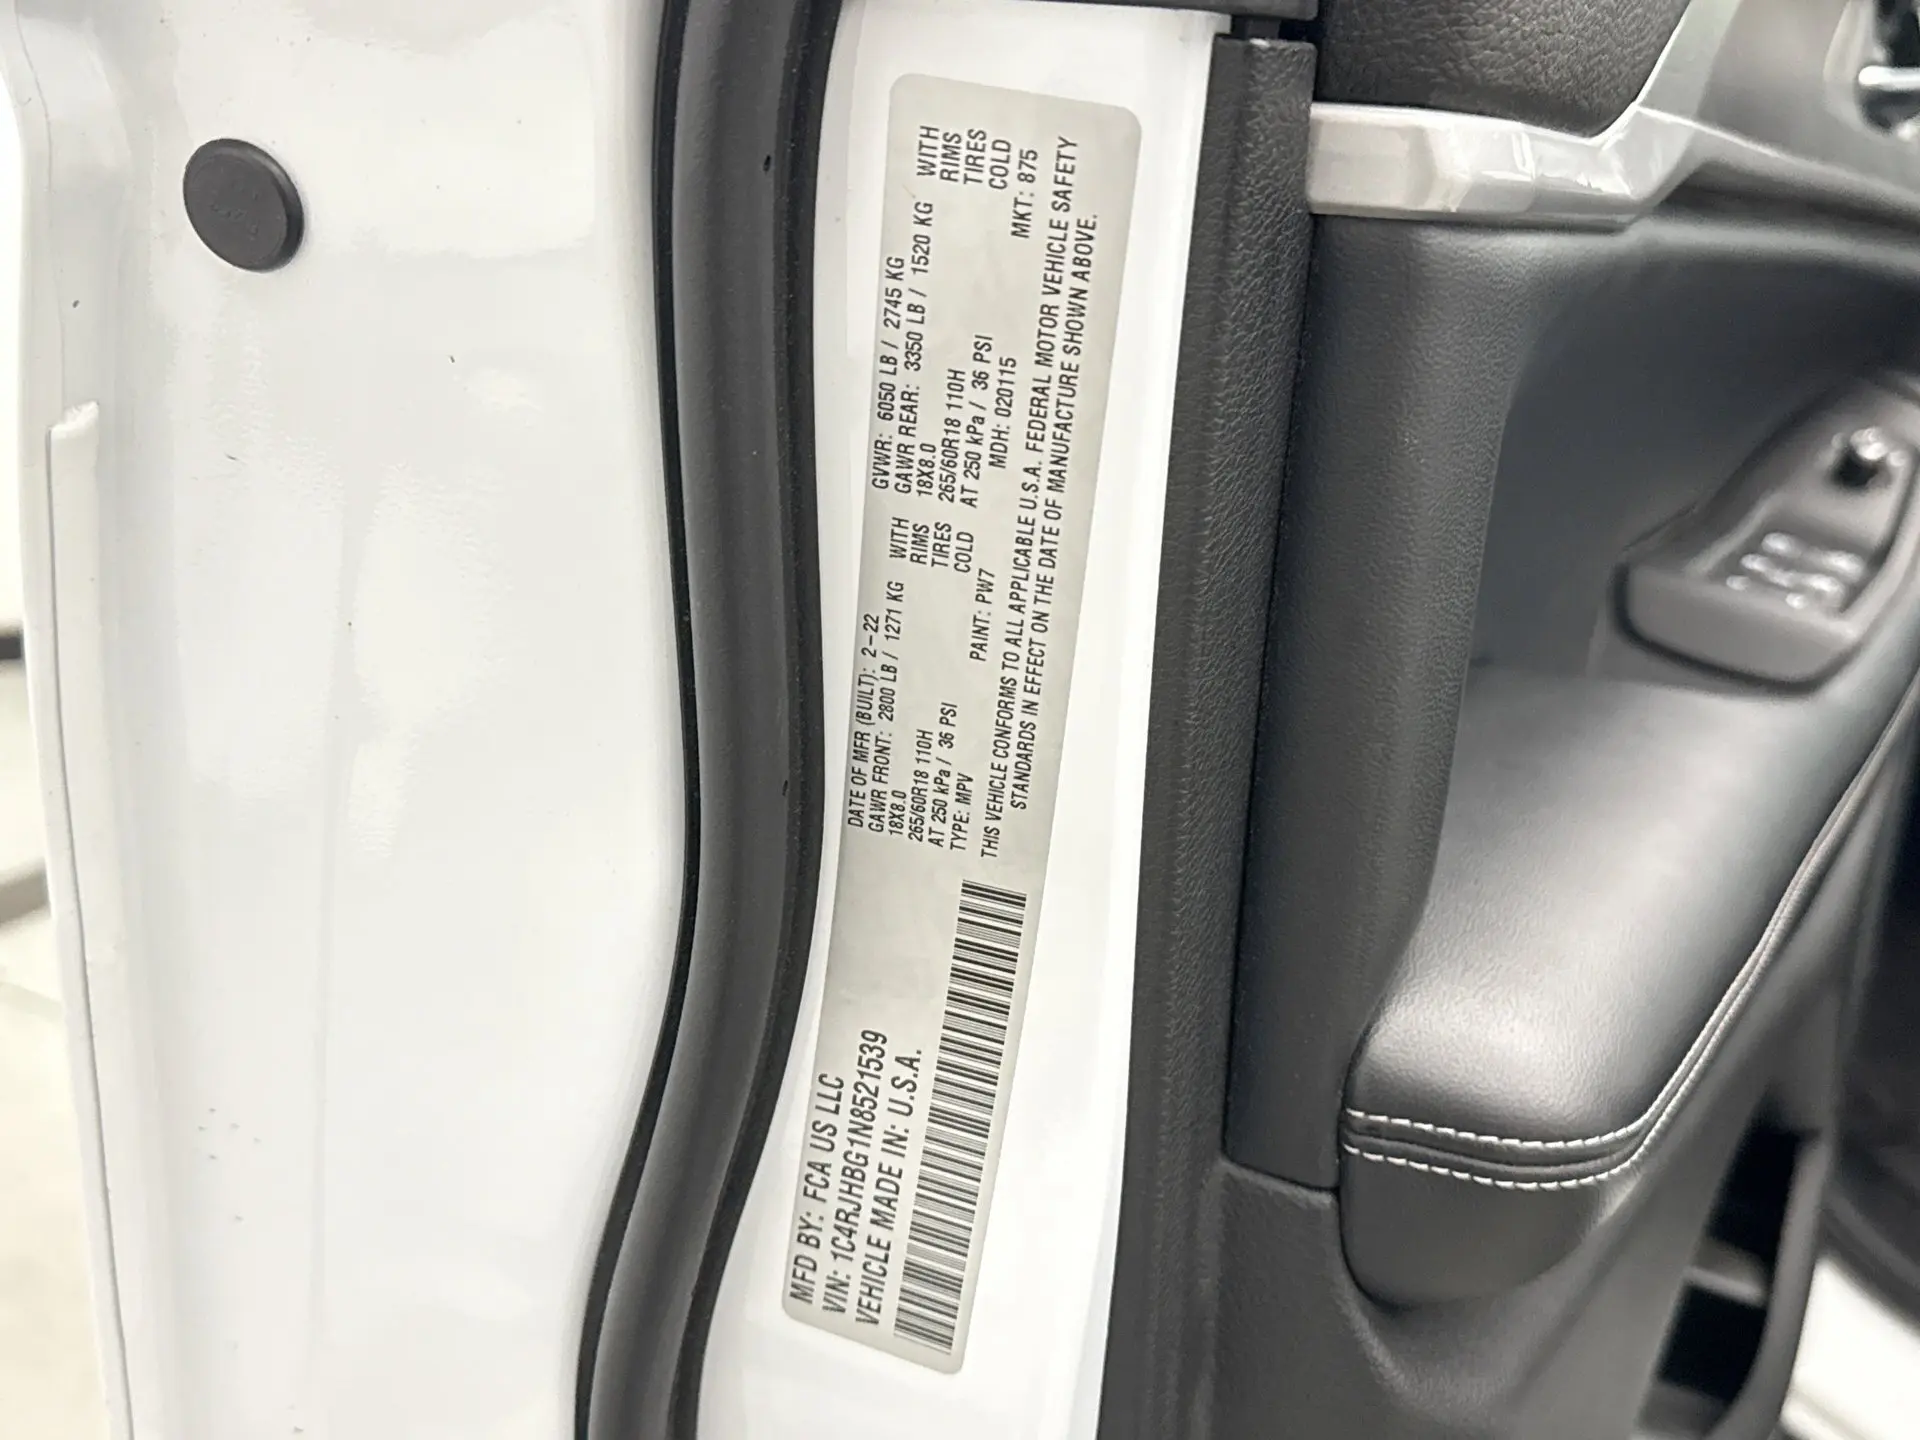 MFD BY: FCA US LLC
VIN: 1C4RJHBG1N8521539
VEHICLE MADE IN: U.S.A.
DATE OF MFR (BUILT): 2-22 GVWR: 6050 LB / 2745 KG
GAWR FRONT: 2800 LB / 1271 KG WITH GAWR REAR: 3350 LB / 1520 KG WITH
18X8.0 RIMS 18X8.0 RIMS
265/60R18 110H TIRES 265/60R18 110H TIRES
AT 250 kPa / 36 PSI COLD AT 250 kPa / 36 PSI COLD
TYPE: MPV PAINT: PW7 MDH: 020115 MKT: 875
THIS VEHICLE CONFORMS TO ALL APPLICABLE U.S.A. FEDERAL MOTOR VEHICLE SAFETY
STANDARDS IN EFFECT ON THE DATE OF MANUFACTURE SHOWN ABOVE.